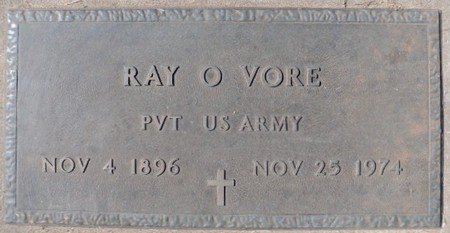 RAY O VORE
PVT US ARMY
NOV 4 1896 NOV 25 1974